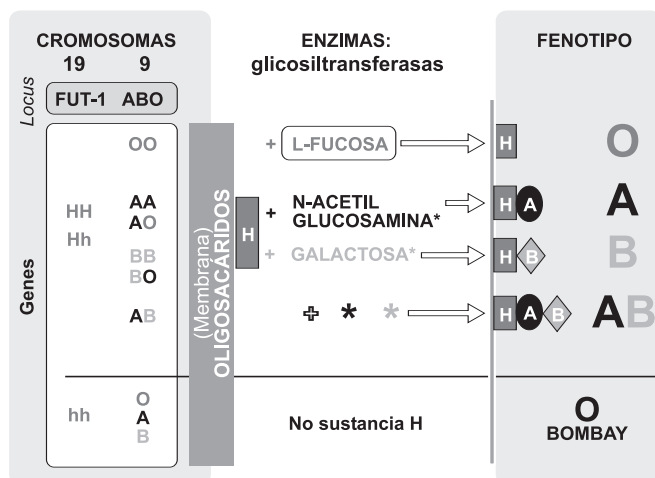 CROMOSOMAS
19 9
Locus
FUT-1 ABO
Genes
OO
HH
Hh
AA
AO
BB
BO
AB
hh
O
A
B
(Membrana)
OLIGOSACÁRIDOS
H
ENZIMAS:
glicosiltransferasas
+ L-FUCOSA
+ N-ACETIL
GLUCOSAMINA*
+ GALACTOSA*
+ * *
No sustancia H
FENOTIPO
H O
H A A
H B B
H A B AB
O
BOMBAY